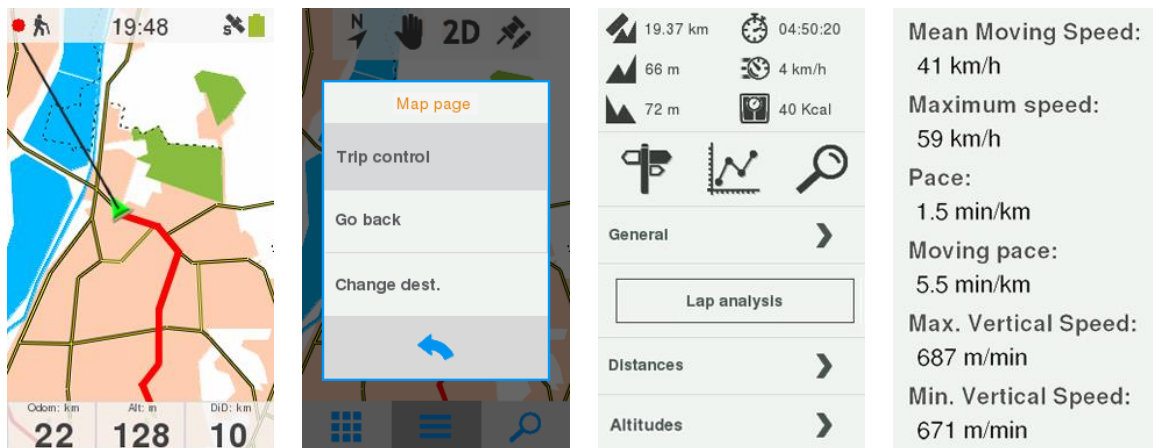 19:48
S
Odom: km
Alt: m
DiD: km
22
128
10
N
2D
Map page
Trip control
Go back
Change dest.
19.37 km
04:50:20
66 m
4 km/h
72 m
40 Kcal
General
Lap analysis
Distances
Altitudes
Mean Moving Speed:
41 km/h
Maximum speed:
59 km/h
Pace:
1.5 min/km
Moving pace:
5.5 min/km
Max. Vertical Speed:
687 m/min
Min. Vertical Speed:
671 m/min